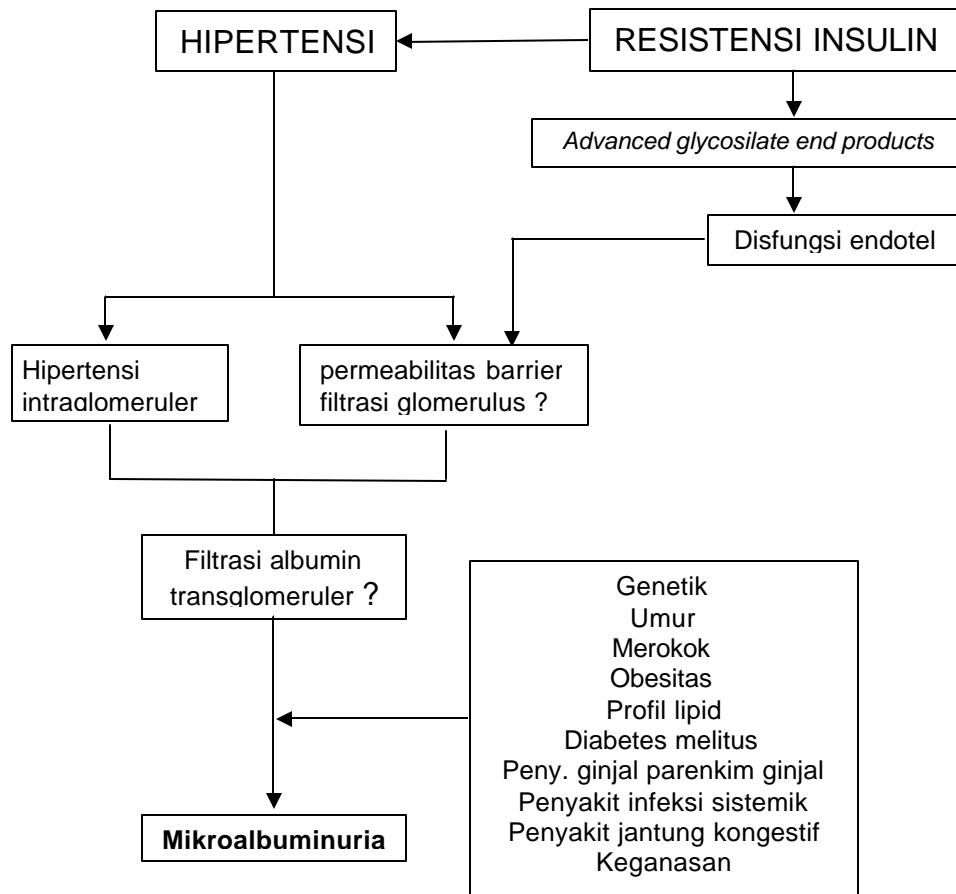 HIPERTENSI
RESISTENSI INSULIN
Advanced glycosilate end products
Disfungsi endotel
Hipertensi
intraglomeruler
permeabilitas barrier
filtrasi glomerulus ?
Filtrasi albumin
transglomeruler ?
Genetik
Umur
Merokok
Obesitas
Profil lipid
Diabetes melitus
Peny. ginjal parenkim ginjal
Penyakit infeksi sistemik
Penyakit jantung kongestif
Keganasan
Mikroalbuminuria